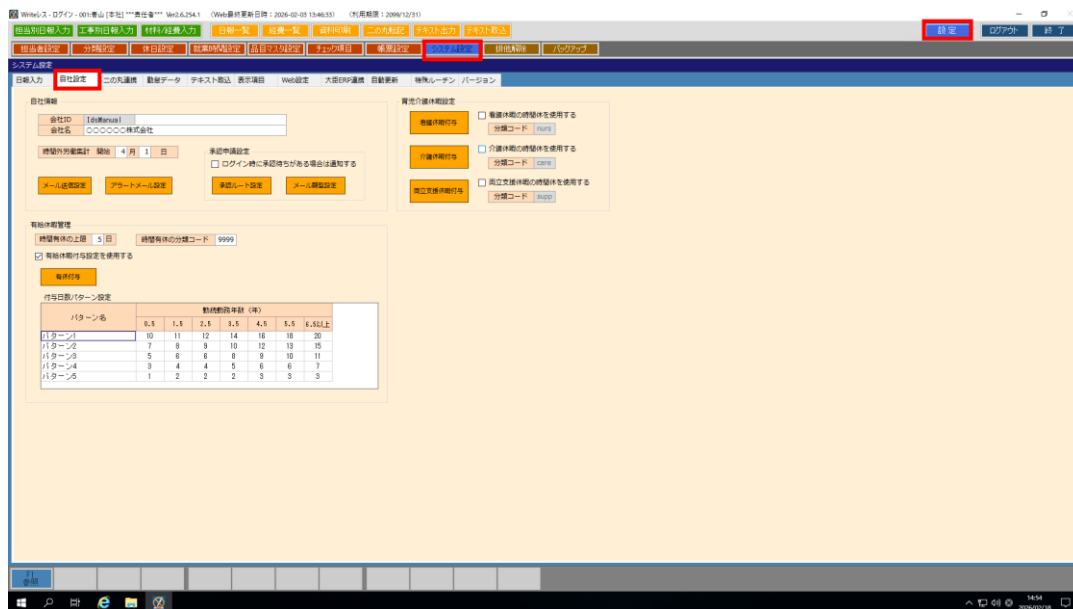 Writeレス - ログイン - 001:青山 [本社] ***責任者*** Ver2.6.254.1 (Web最終更新日時:2026-02-03 13:46:33) (利用期限:2099/12/31)
担当別日報入力 工事別日報入力 材料/経費入力 日報一覧 経費一覧 資料印刷 二の丸転記 テキスト出力 テキスト取込 設定 ログアウト 終 了
担当者設定 分類設定 休日設定 就業時間設定 品目マスタ設定 チェック項目 帳票設定 システム設定 排他解除 バックアップ
システム設定
日報入力 自社設定 二の丸連携 勤怠データ テキスト取込 表示項目 Web設定 大臣ERP連携 自動更新 特殊ルーチン バージョン
自社情報
会社ID IdsManual
会社名 〇〇〇〇〇〇株式会社
時間外労働集計 開始 4 月 1 日
承認申請設定
ログイン時に承認待ちがある場合は通知する
メール送信設定 アラートメール設定 承認ルート設定 メール雛型設定
育児介護休暇設定
看護休暇付与 看護休暇の時間休を使用する
分類コード nurs
介護休暇付与 介護休暇の時間休を使用する
分類コード care
両立支援休暇付与 両立支援休暇の時間休を使用する
分類コード supp
有給休暇管理
時間有休の上限 5 日 時間有休の分類コード 9999
有給休暇付与設定を使用する
有休付与
付与日数パターン設定
パターン名 勤続勤務年数 (年)
0.5 1.5 2.5 3.5 4.5 5.5 6.5以上
パターン1 10 11 12 14 16 18 20
パターン2 7 8 9 10 12 13 15
パターン3 5 6 6 8 9 10 11
パターン4 3 4 4 5 6 6 7
パターン5 1 2 2 2 3 3 3
F1
参照
14:54
2026/02/18